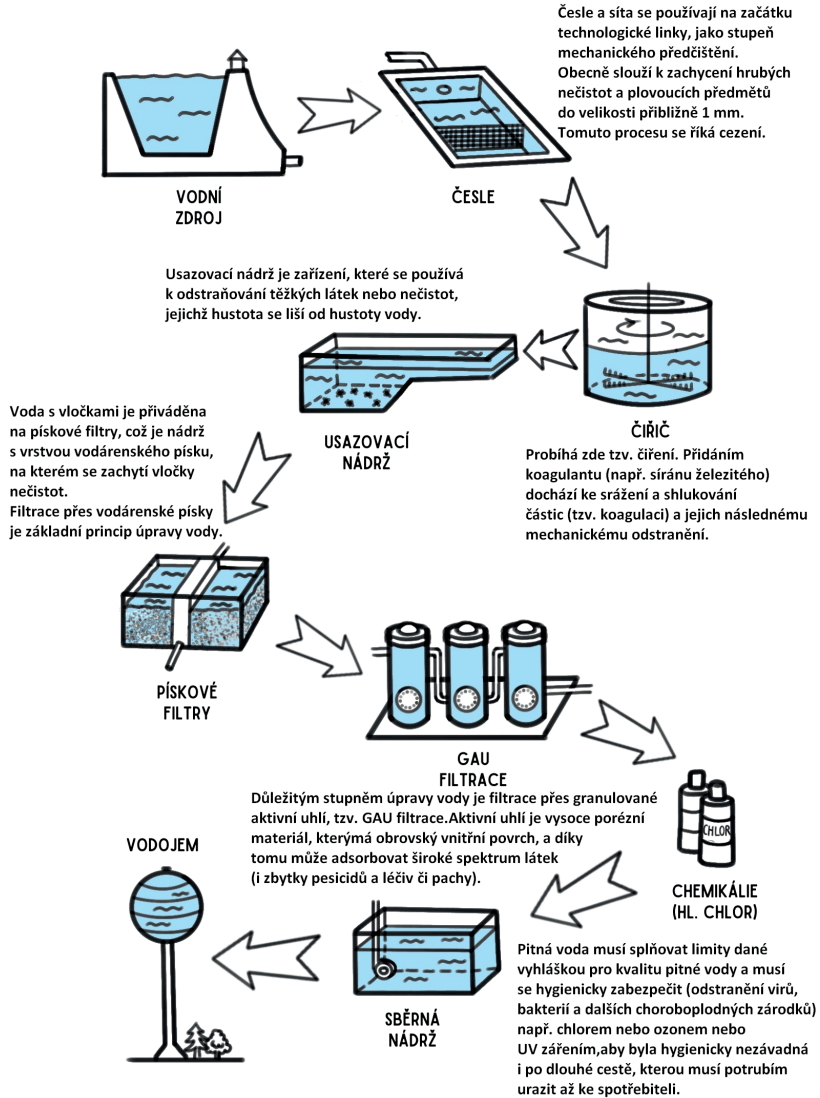 Česle a síta se používají na začátku
technologické linky, jako stupeň
mechanického předčištění.
Obecně slouží k zachycení hrubých
nečistot a plovoucích předmětů
do velikosti přibližně 1 mm.
Tomuto procesu se říká cezení.
VODNÍ
ZDROJ
ČESLE
Usazovací nádrž je zařízení, které se používá
k odstraňování těžkých látek nebo nečistot,
jejichž hustota se liší od hustoty vody.
ČIŘIČ
Probíhá zde tzv. čiření. Přidáním
koagulantu (např. síránu železitého)
dochází ke srážení a shlukování
částic (tzv. koagulaci) a jejich následnému
mechanickému odstranění.
USAZOVACÍ
NÁDRŽ
Voda s vločkami je přiváděna
na pískové filtry, což je nádrž
s vrstvou vodárenského písku,
na kterém se zachytí vločky
nečistot.
Filtrace přes vodárenské písky
je základní princip úpravy vody.
PÍSKOVÉ
FILTRY
GAU
FILTRACE
Důležitým stupněm úpravy vody je filtrace přes granulované
aktivní uhlí, tzv. GAU filtrace.Aktivní uhlí je vysoce porézní
materiál, kterýmá obrovský vnitřní povrch, a díky
tomu může adsorbovat široké spektrum látek
(i zbytky pesicidů a léčiv či pachy).
CHLOR
CHEMIKÁLIE
(HL. CHLOR)
Pitná voda musí splňovat limity dané
vyhláškou pro kvalitu pitné vody a musí
se hygienicky zabezpečit (odstranění virů,
bakterií a dalších choroboplodných zárodků)
např. chlorem nebo ozonem nebo
UV zářením,aby byla hygienicky nezávadná
i po dlouhé cestě, kterou musí potrubím
urazit až ke spotřebiteli.
SBĚRNÁ
NÁDRŽ
VODOJEM